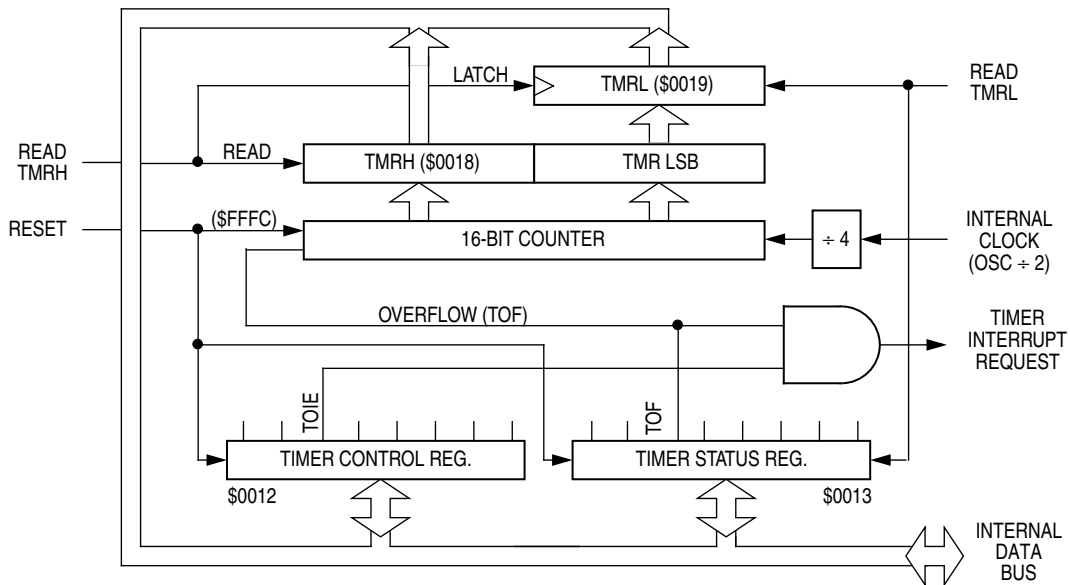 LATCH
TMRL ($0019)
READ
TMRL
READ
TMRH
READ
TMRH ($0018)
TMR LSB
RESET
($FFFC)
16-BIT COUNTER
÷ 4
INTERNAL
CLOCK
(OSC ÷ 2)
OVERFLOW (TOF)
TIMER
INTERRUPT
REQUEST
TOIE
TOF
TIMER CONTROL REG.
TIMER STATUS REG.
$0012
$0013
INTERNAL
DATA
BUS